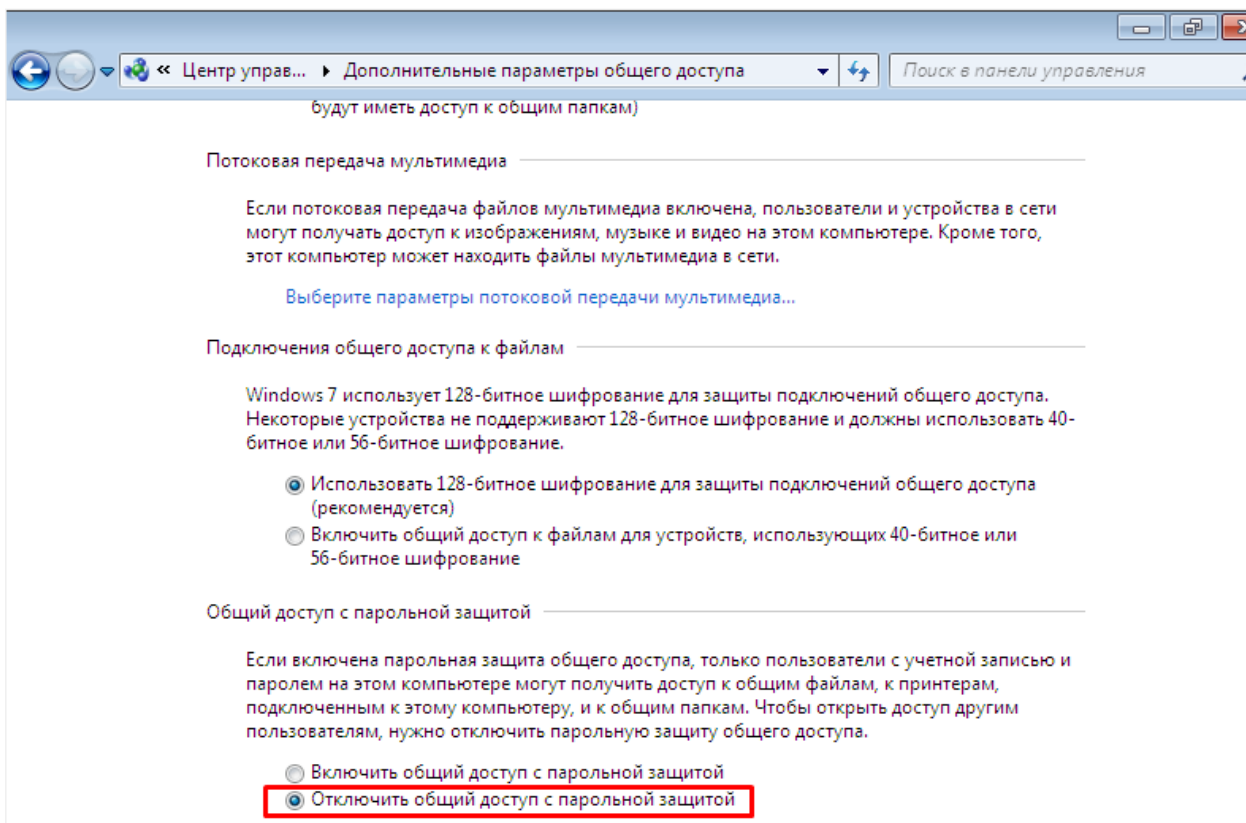 « Центр управ... ▸ Дополнительные параметры общего доступа Поиск в панели управления
будут иметь доступ к общим папкам)
Потоковая передача мультимедиа
Если потоковая передача файлов мультимедиа включена, пользователи и устройства в сети
могут получать доступ к изображениям, музыке и видео на этом компьютере. Кроме того,
этот компьютер может находить файлы мультимедиа в сети.
Выберите параметры потоковой передачи мультимедиа...
Подключения общего доступа к файлам
Windows 7 использует 128-битное шифрование для защиты подключений общего доступа.
Некоторые устройства не поддерживают 128-битное шифрование и должны использовать 40-
битное или 56-битное шифрование.
Использовать 128-битное шифрование для защиты подключений общего доступа
(рекомендуется)
Включить общий доступ к файлам для устройств, использующих 40-битное или
56-битное шифрование
Общий доступ с парольной защитой
Если включена парольная защита общего доступа, только пользователи с учетной записью и
паролем на этом компьютере могут получить доступ к общим файлам, к принтерам,
подключенным к этому компьютеру, и к общим папкам. Чтобы открыть доступ другим
пользователям, нужно отключить парольную защиту общего доступа.
Включить общий доступ с парольной защитой
Отключить общий доступ с парольной защитой